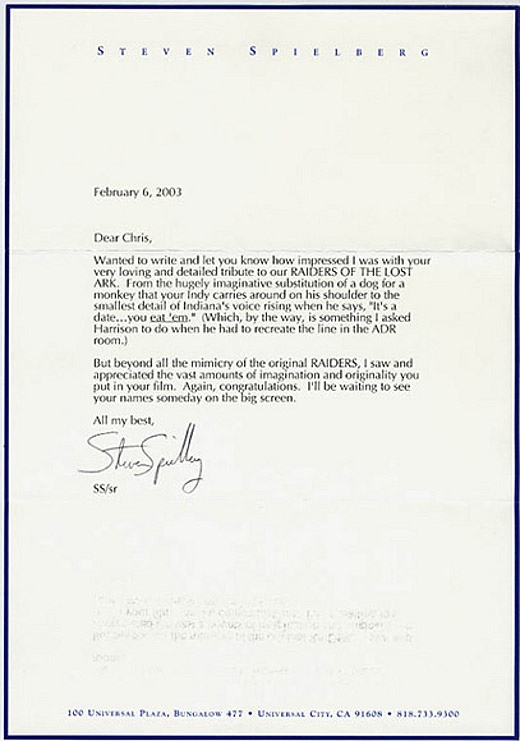 STEVEN SPIELBERG
February 6, 2003
Dear Chris,
Wanted to write and let you know how impressed I was with your
very loving and detailed tribute to our RAIDERS OF THE LOST
ARK. From the hugely imaginative substitution of a dog for a
monkey that your Indy carries around on his shoulder to the
smallest detail of Indiana's voice rising when he says, "It's a
date...you eat 'em." (Which, by the way, is something I asked
Harrison to do when he had to recreate the line in the ADR
room.)
But beyond all the mimicry of the original RAIDERS, I saw and
appreciated the vast amounts of imagination and originality you
put in your film. Again, congratulations. I'll be waiting to see
your names someday on the big screen.
All my best,
Steven Spielberg
SS/sr
100 UNIVERSAL PLAZA, BUNGALOW 477 • UNIVERSAL CITY, CA 91608 • 818.733.9300